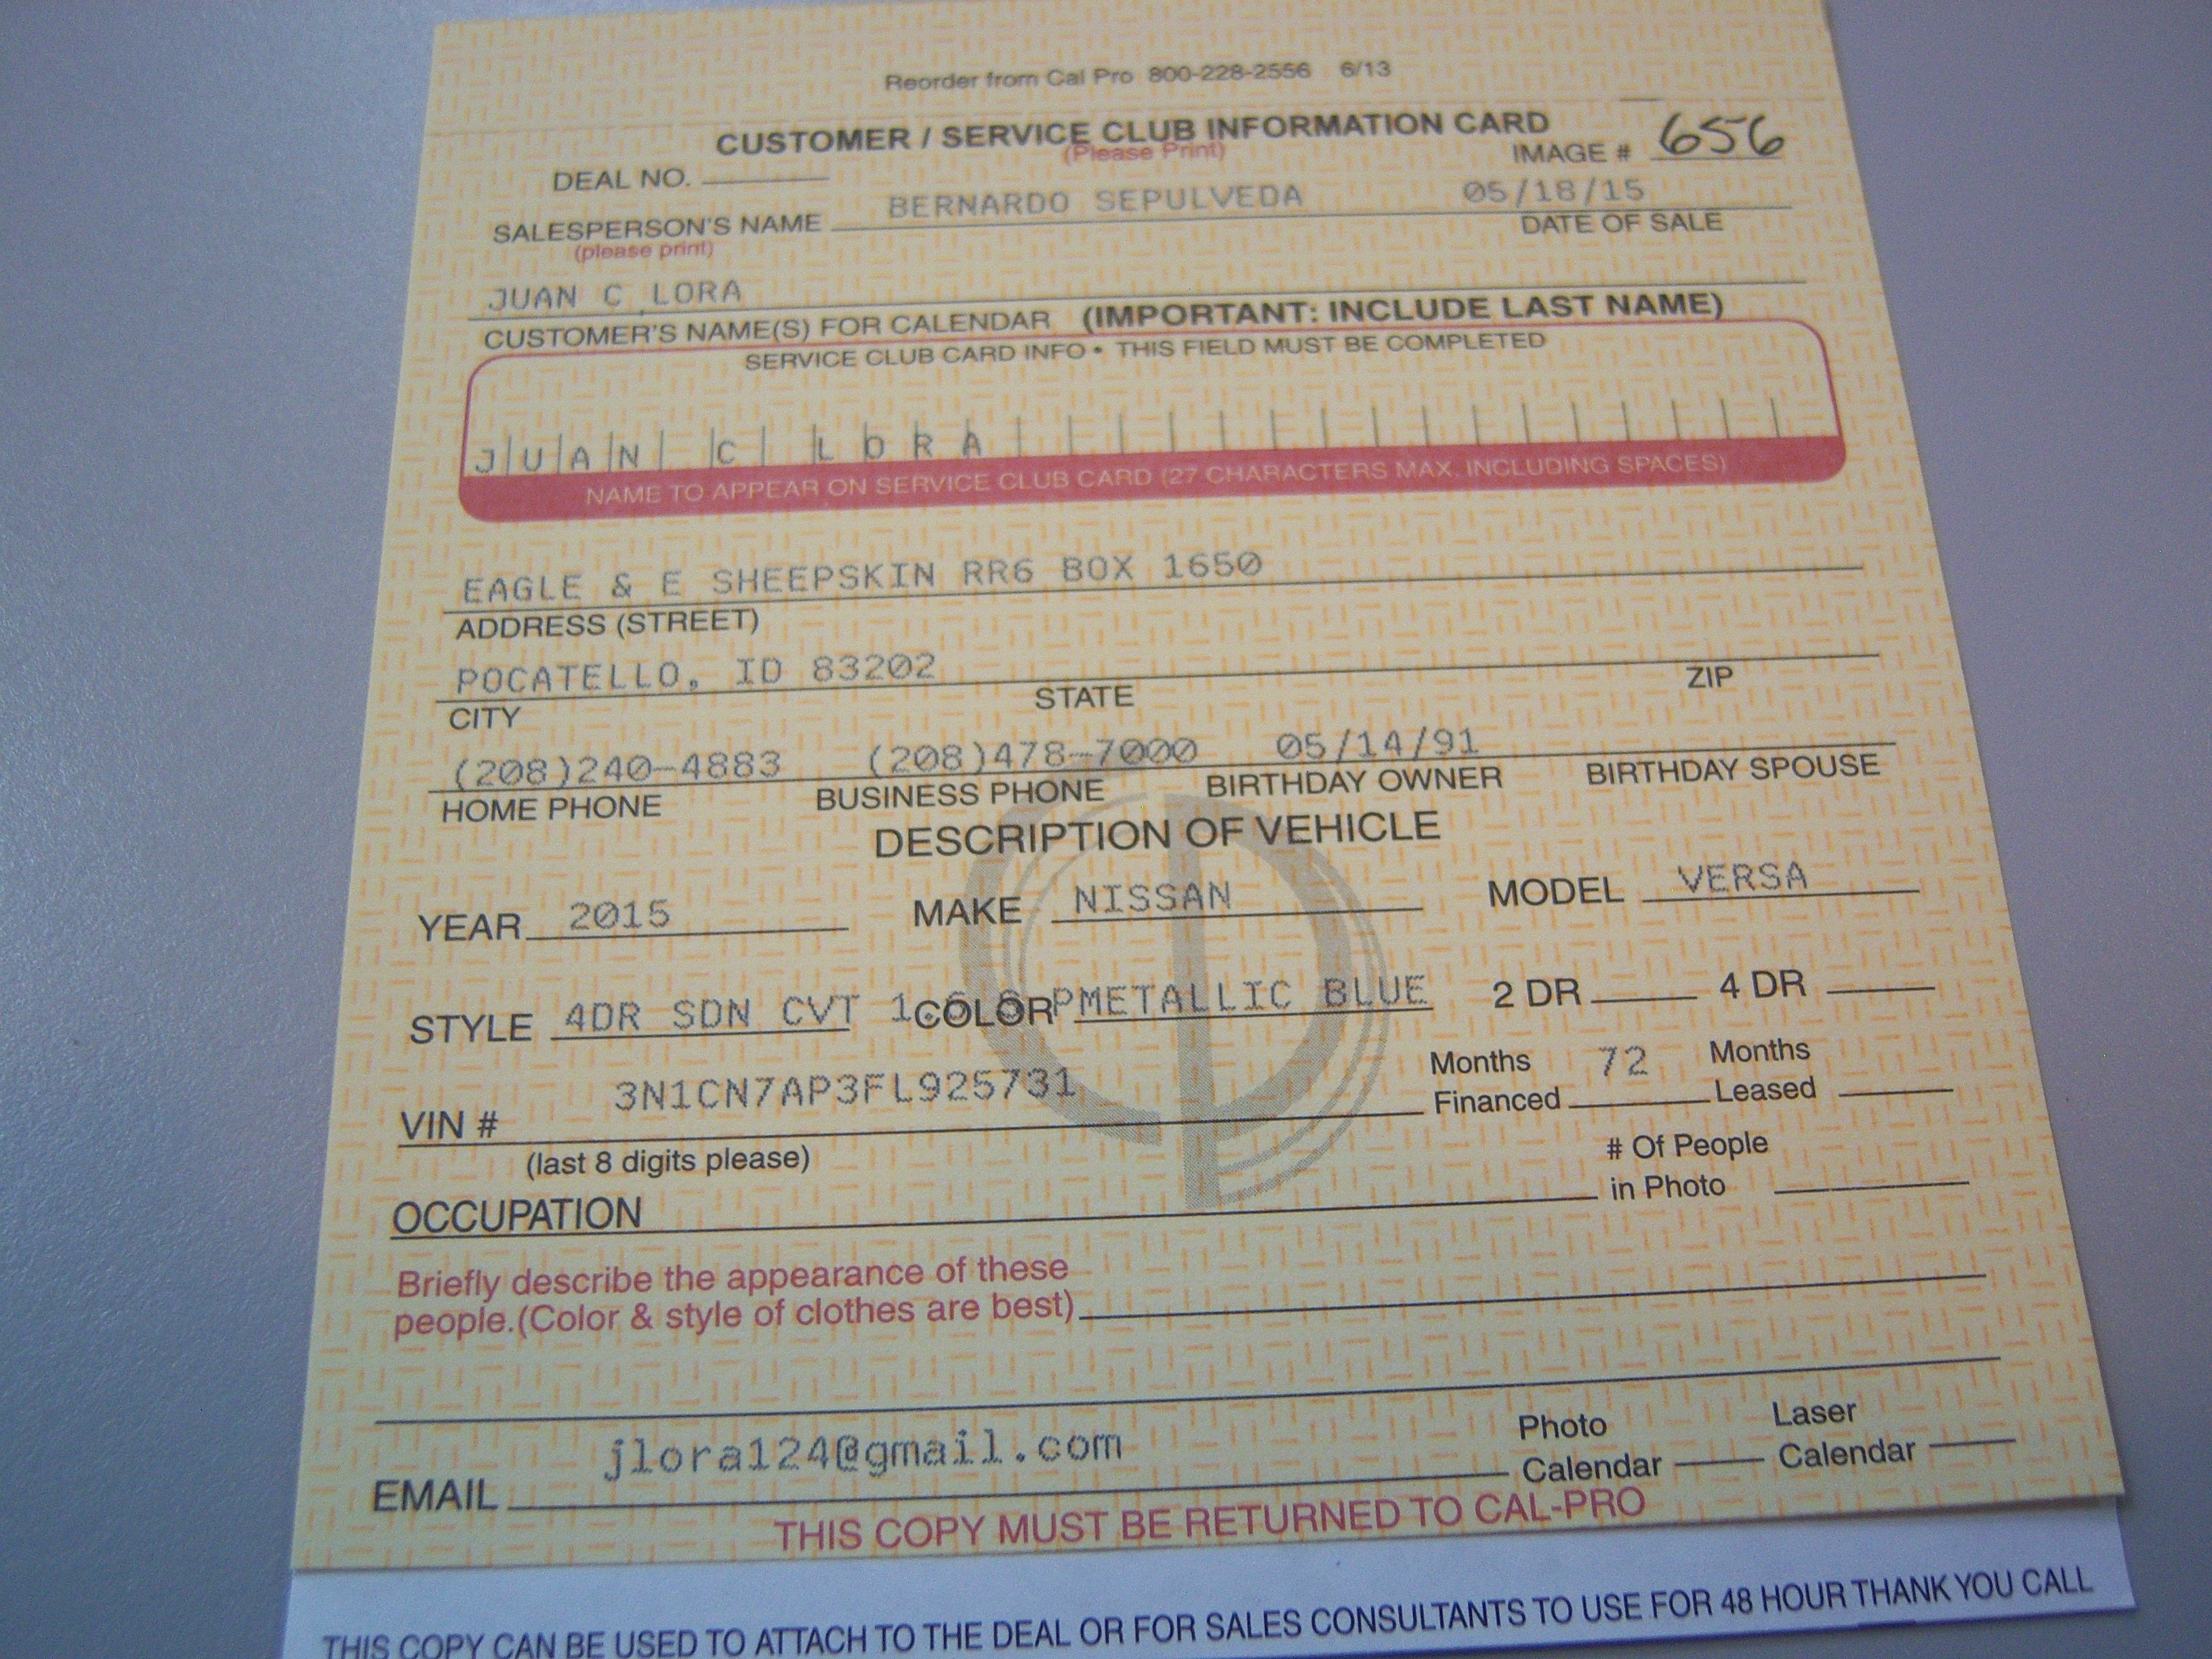 Reorder from Cal Pro 800-228-2556 6/13
CUSTOMER / SERVICE CLUB INFORMATION CARD
(Please Print)
DEAL NO. IMAGE # 656
SALESPERSON'S NAME BERNARDO SEPULVEDA 05/18/15
(please print) DATE OF SALE
JUAN C LORA
CUSTOMER'S NAME(S) FOR CALENDAR (IMPORTANT: INCLUDE LAST NAME)
SERVICE CLUB CARD INFO • THIS FIELD MUST BE COMPLETED
JUAN C LORA
NAME TO APPEAR ON SERVICE CLUB CARD (27 CHARACTERS MAX. INCLUDING SPACES)
EAGLE & E SHEEPSKIN RR6 BOX 1650
ADDRESS (STREET)
POCATELLO, ID 83202
CITY STATE ZIP
(208)240-4883 (208)478-7000 05/14/91
HOME PHONE BUSINESS PHONE BIRTHDAY OWNER BIRTHDAY SPOUSE
DESCRIPTION OF VEHICLE
YEAR 2015 MAKE NISSAN MODEL VERSA
STYLE 4DR SDN CVT COLOR METALLIC BLUE 2 DR 4 DR
VIN # 3N1CN7AP3FL925731 Months Financed 72 Months Leased
(last 8 digits please)
OCCUPATION # Of People in Photo
Briefly describe the appearance of these
people.(Color & style of clothes are best)
EMAIL jlora124@gmail.com Photo Calendar Laser Calendar
THIS COPY MUST BE RETURNED TO CAL-PRO
THIS COPY CAN BE USED TO ATTACH TO THE DEAL OR FOR SALES CONSULTANTS TO USE FOR 48 HOUR THANK YOU CALL